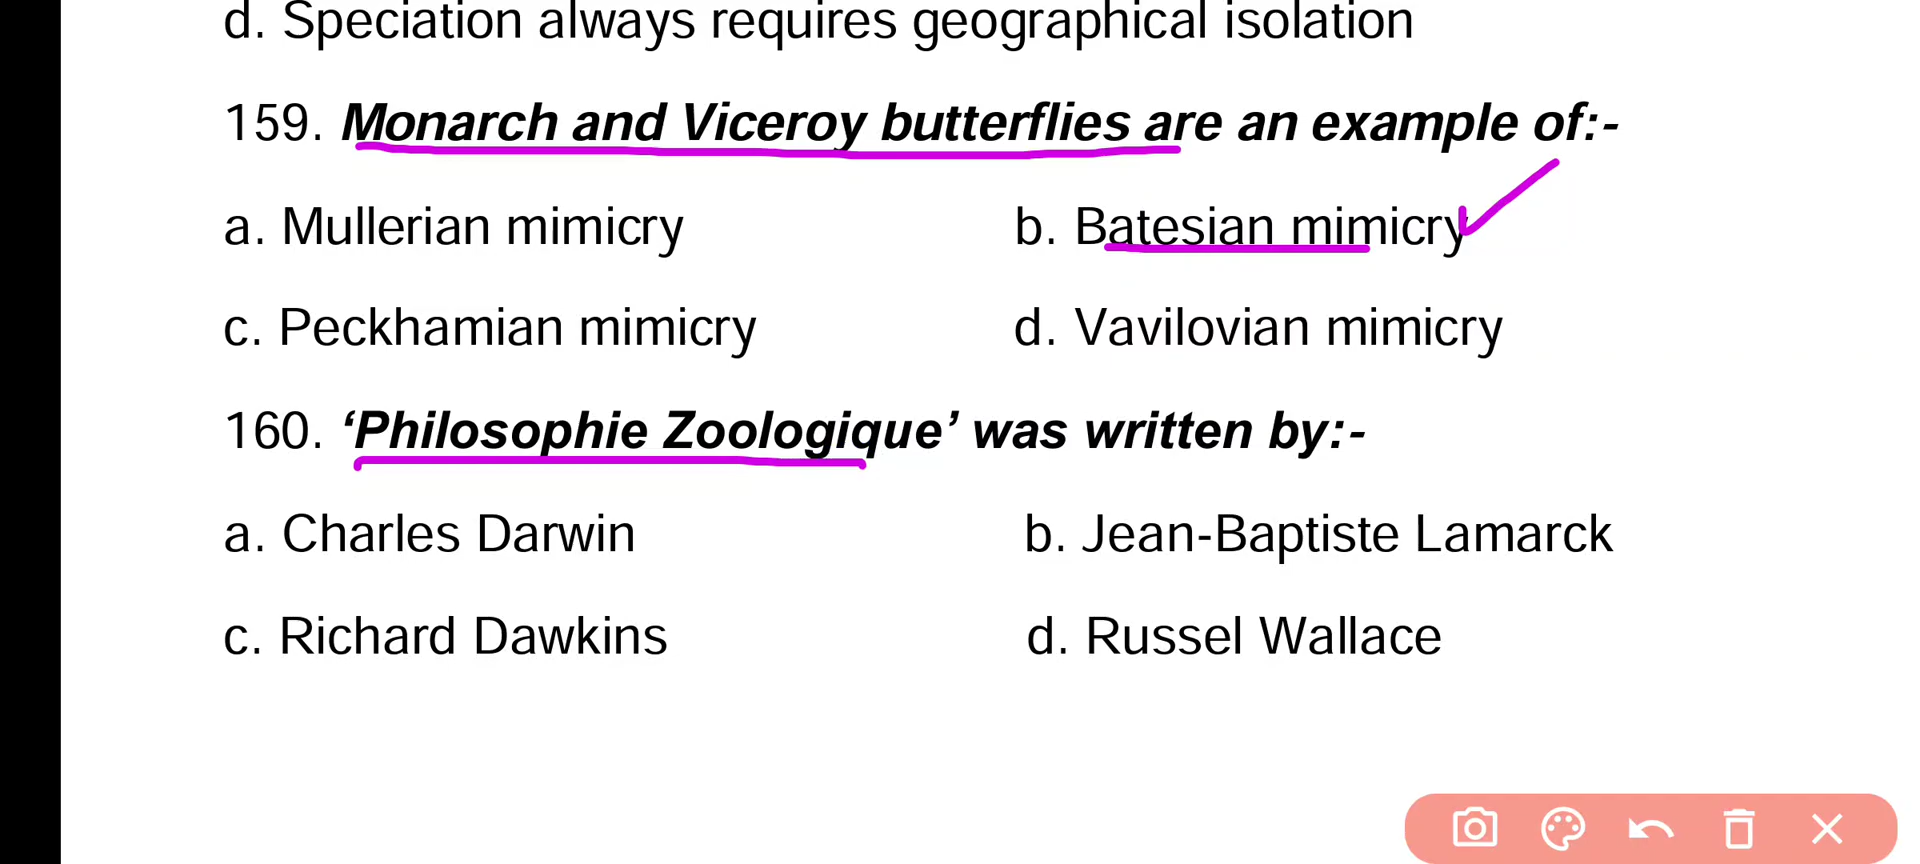 d. Speciation always requires geographical isolation
159. Monarch and Viceroy butterflies are an example of:-
a. Mullerian mimicry b. Batesian mimicry
c. Peckhamian mimicry d. Vavilovian mimicry
160. ‘Philosophie Zoologique’ was written by:-
a. Charles Darwin b. Jean-Baptiste Lamarck
c. Richard Dawkins d. Russel Wallace